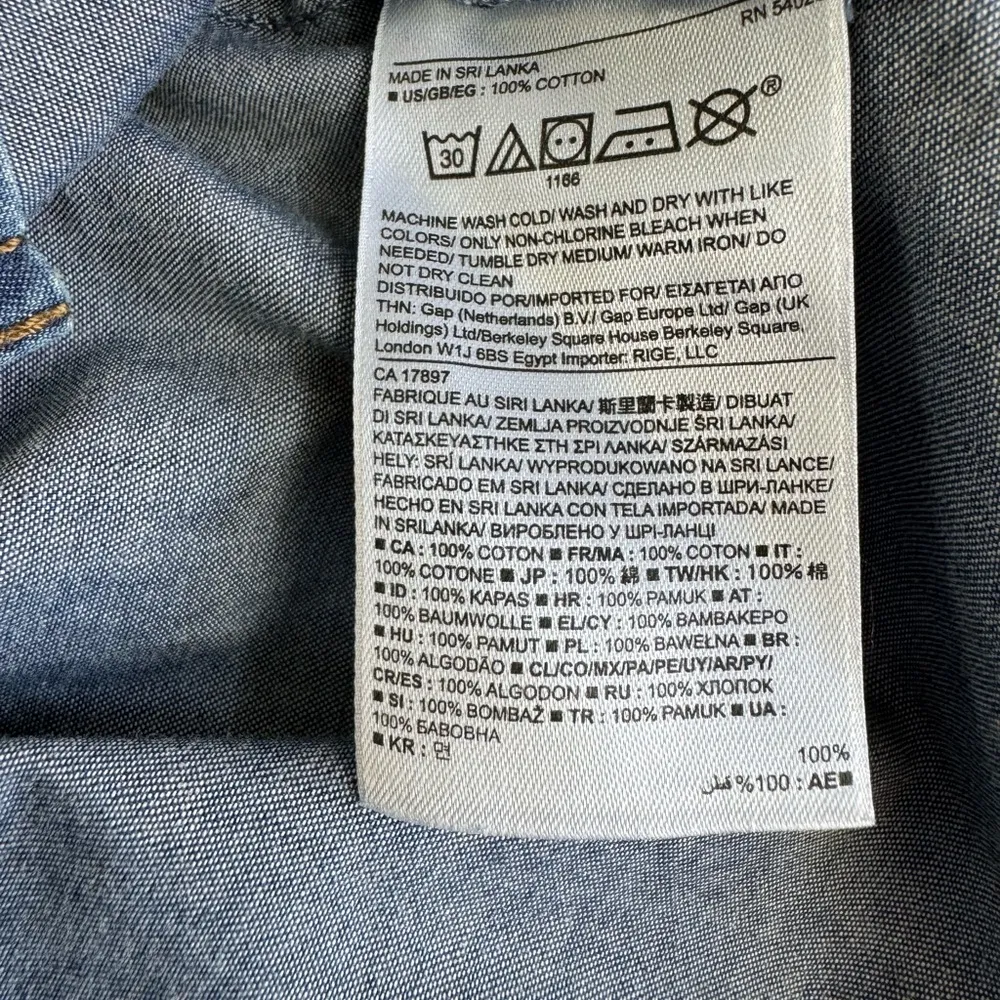 RN 5402
MADE IN SRI LANKA
■ US/GB/EG : 100% COTTON
30
®
1166
MACHINE WASH COLD/ WASH AND DRY WITH LIKE
COLORS/ ONLY NON-CHLORINE BLEACH WHEN
NEEDED/ TUMBLE DRY MEDIUM/ WARM IRON/ DO
NOT DRY CLEAN
DISTRIBUIDO POR/IMPORTED FOR/ ΕΙΣΑΓΕΤΑΙ ΑΠΟ
THN: Gap (Netherlands) B.V./ Gap Europe Ltd/ Gap (UK
Holdings) Ltd/Berkeley Square House Berkeley Square,
London W1J 6BS Egypt Importer: RIGE, LLC
CA 17897
FABRIQUE AU SIRI LANKA/ 斯里蘭卡製造/ DIBUAT
DI SRI LANKA/ ZEMLJA PROIZVODNJE ŠRI LANKA/
ΚΑΤΑΣΚΕΥΑΣΤΗΚΕ ΣΤΗ ΣΡΙ ΛΑΝΚΑ/ SZÁRMAZÁSI
HELY: SRÍ LANKA/ WYPRODUKOWANO NA SRI LANCE/
FABRICADO EM SRI LANKA/ СДЕЛАНО В ШРИ-ЛАНКЕ/
HECHO EN SRI LANKA CON TELA IMPORTADA/ MADE
IN SRILANKA/ ВИРОБЛЕНО У ШРІ-ЛАНЦІ
■ CA : 100% COTON ■ FR/MA : 100% COTON ■ IT :
100% COTONE ■ JP : 100% 綿 ■ TW/HK : 100% 棉
■ ID : 100% KAPAS ■ HR : 100% PAMUK ■ AT :
100% BAUMWOLLE ■ EL/CY : 100% ΒΑΜΒΑΚΕΡΟ
■ HU : 100% PAMUT ■ PL : 100% BAWEŁNA ■ BR :
100% ALGODÃO ■ CL/CO/MX/PA/PE/UY/AR/PY/
CR/ES : 100% ALGODON ■ RU : 100% ХЛОПОК
■ SI : 100% BOMBAŽ ■ TR : 100% PAMUK ■ UA :
100% БАВОВНА
■ KR : 면
100%
■AE : 100% قطن